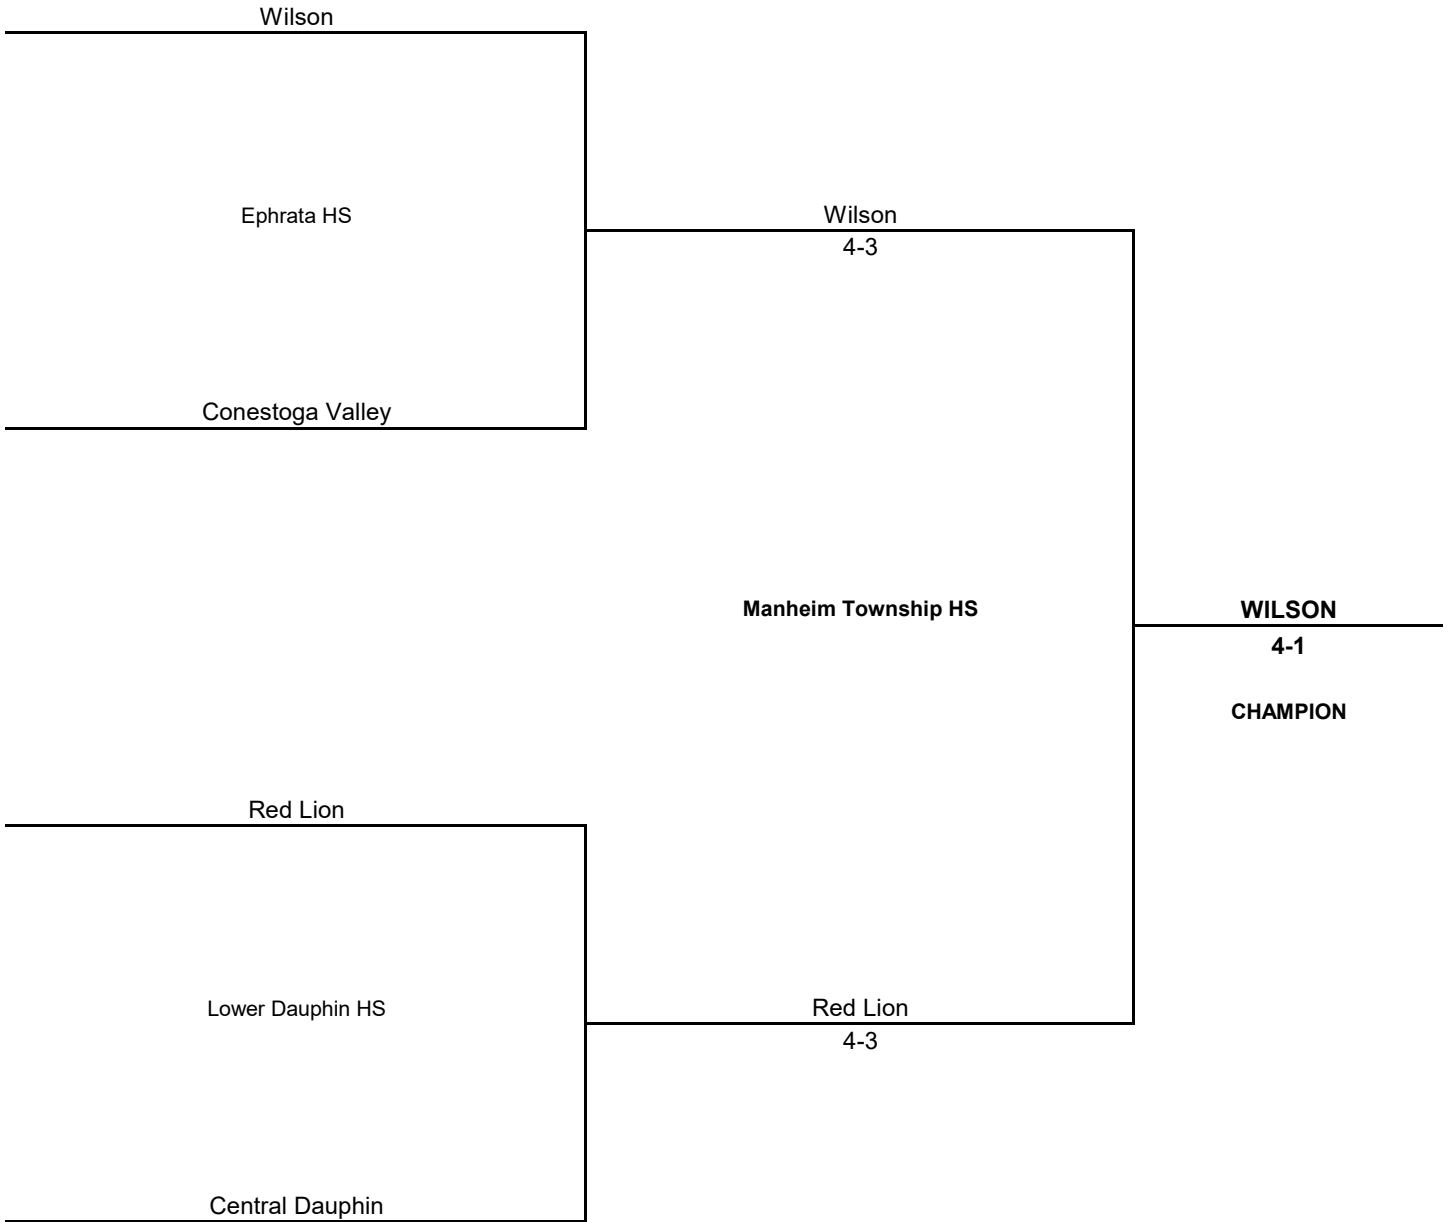 Wilson
Ephrata HS
Wilson
4-3
Conestoga Valley
Manheim Township HS
WILSON
4-1
CHAMPION
Red Lion
Lower Dauphin HS
Red Lion
4-3
Central Dauphin